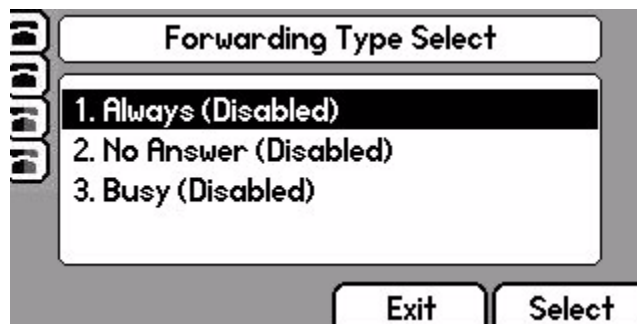 Forwarding Type Select
1. Always (Disabled)
2. No Answer (Disabled)
3. Busy (Disabled)
Exit Select